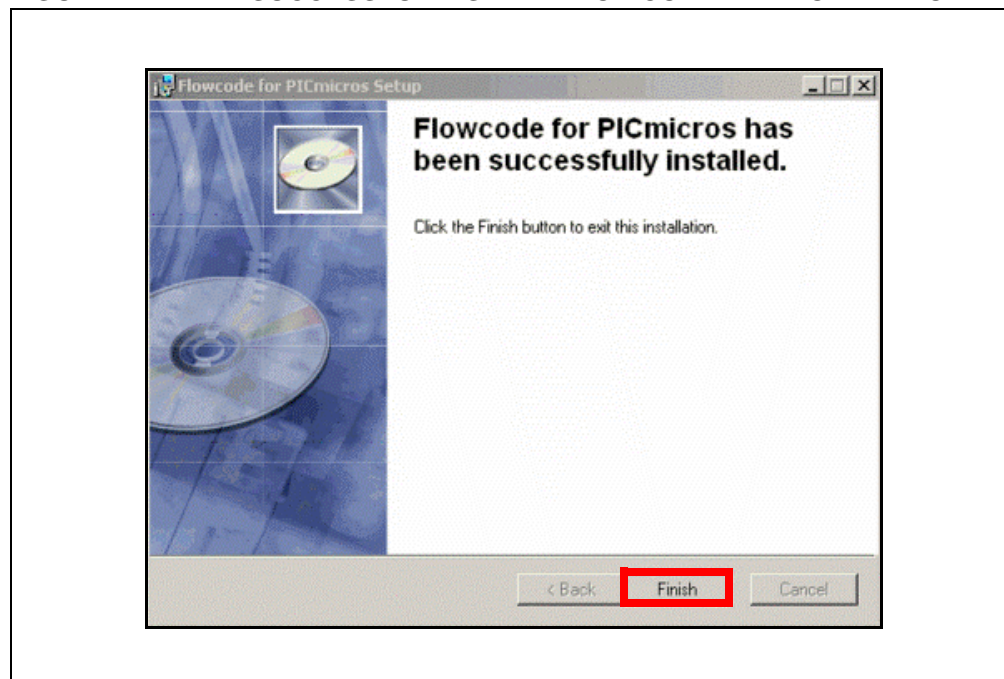 Flowcode for PICmicros Setup
Flowcode for PICmicros has
been successfully installed.
Click the Finish button to exit this installation.
< Back
Finish
Cancel